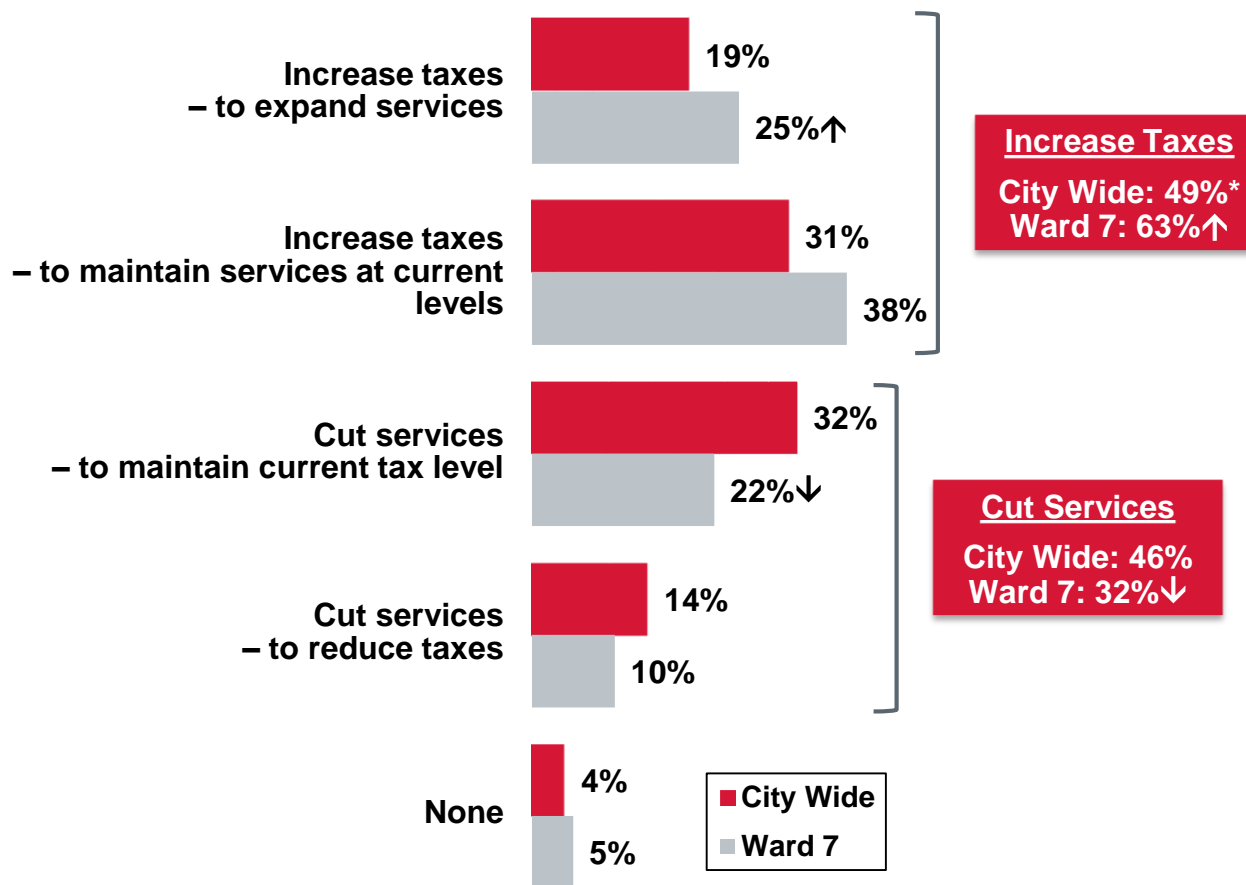 Increase taxes
– to expand services
19%
25%↑
Increase taxes
– to maintain services at current
levels
31%
38%
Increase Taxes
City Wide: 49%*
Ward 7: 63%↑
Cut services
– to maintain current tax level
32%
22%↓
Cut services
– to reduce taxes
14%
10%
Cut Services
City Wide: 46%
Ward 7: 32%↓
None
4%
5%
City Wide
Ward 7